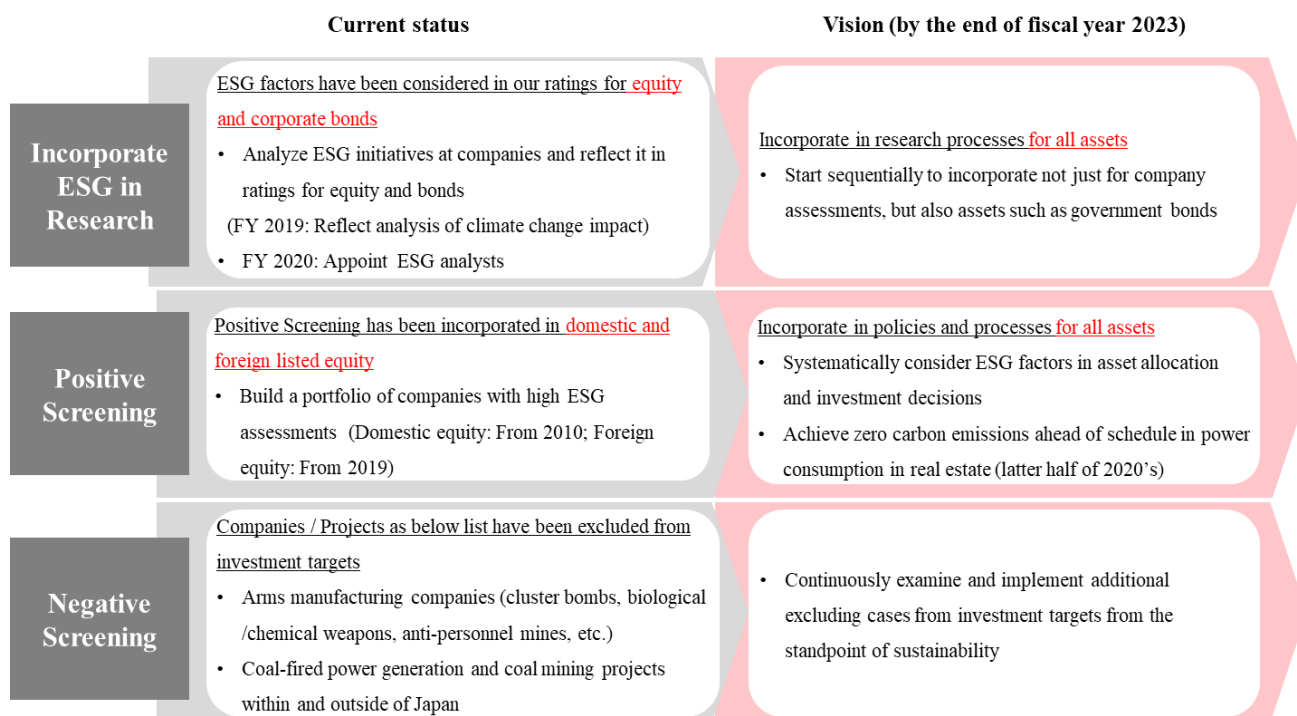 Current status
Vision (by the end of fiscal year 2023)
Incorporate
ESG in
Research
ESG factors have been considered in our ratings for equity
and corporate bonds
• Analyze ESG initiatives at companies and reflect it in
ratings for equity and bonds
(FY 2019: Reflect analysis of climate change impact)
• FY 2020: Appoint ESG analysts
Incorporate in research processes for all assets
• Start sequentially to incorporate not just for company
assessments, but also assets such as government bonds
Positive
Screening
Positive Screening has been incorporated in domestic and
foreign listed equity
• Build a portfolio of companies with high ESG
assessments (Domestic equity: From 2010; Foreign
equity: From 2019)
Incorporate in policies and processes for all assets
• Systematically consider ESG factors in asset allocation
and investment decisions
• Achieve zero carbon emissions ahead of schedule in power
consumption in real estate (latter half of 2020’s)
Negative
Screening
Companies / Projects as below list have been excluded from
investment targets
• Arms manufacturing companies (cluster bombs, biological
/chemical weapons, anti-personnel mines, etc.)
• Coal-fired power generation and coal mining projects
within and outside of Japan
• Continuously examine and implement additional
excluding cases from investment targets from the
standpoint of sustainability